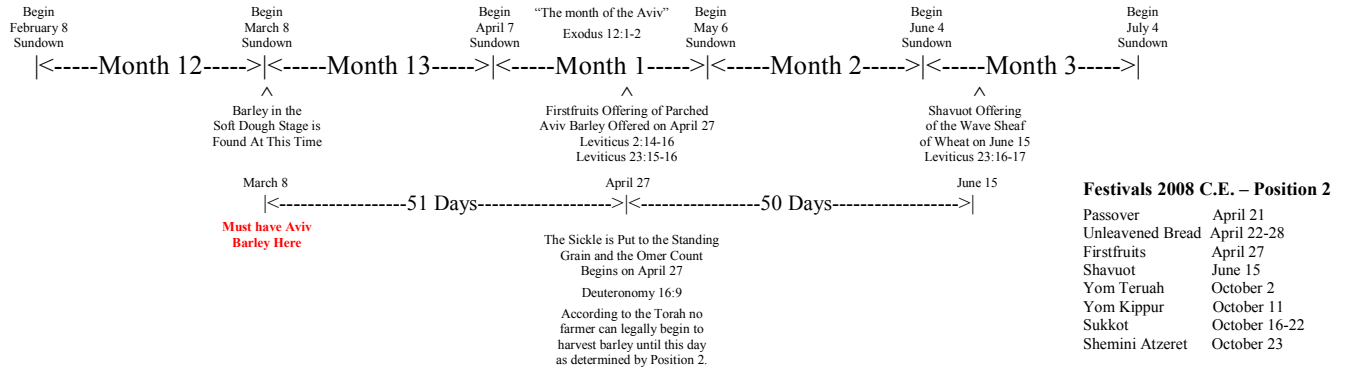 Begin
February 8
Sundown
Begin
March 8
Sundown
Begin
April 7
Sundown
“The month of the Aviv”
Exodus 12:1-2
Begin
May 6
Sundown
Begin
June 4
Sundown
Begin
July 4
Sundown
|<-----Month 12----->|<-----Month 13----->|<-----Month 1----->|<-----Month 2----->|<-----Month 3----->|
^
Barley in the
Soft Dough Stage is
Found At This Time
^
Firstfruits Offering of Parched
Aviv Barley Offered on April 27
Leviticus 2:14-16
Leviticus 23:15-16
^
Shavuot Offering
of the Wave Sheaf
of Wheat on June 15
Leviticus 23:16-17
March 8
April 27
June 15
|<------------------51 Days------------------>|<------------------50 Days------------------>|
Must have Aviv
Barley Here
The Sickle is Put to the Standing
Grain and the Omer Count
Begins on April 27
Deuteronomy 16:9
According to the Torah no
farmer can legally begin to
harvest barley until this day
as determined by Position 2.
Festivals 2008 C.E. – Position 2
Passover April 21
Unleavened Bread April 22-28
Firstfruits April 27
Shavuot June 15
Yom Teruah October 2
Yom Kippur October 11
Sukkot October 16-22
Shemini Atzeret October 23